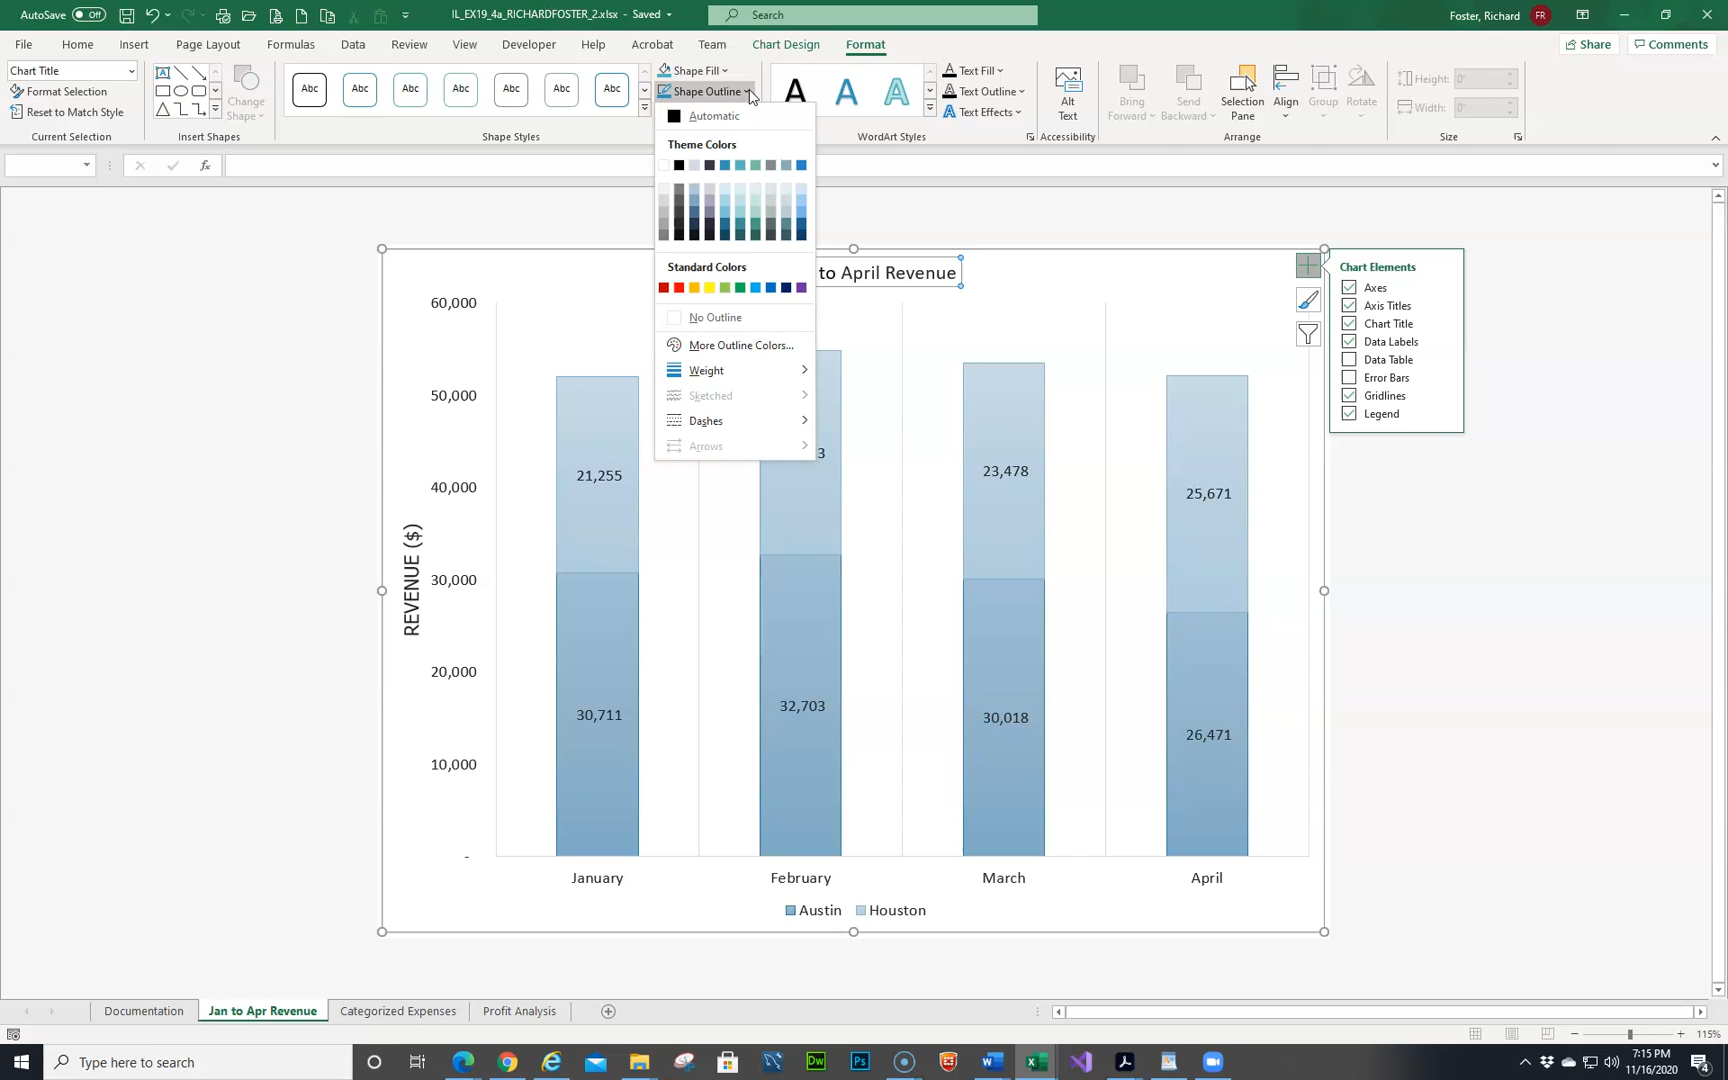 AutoSave Off
IL_EX19_4a_RICHARDFOSTER_2.xlsx - Saved
Search
Foster, Richard FR
File Home Insert Page Layout Formulas Data Review View Developer Help Acrobat Team Chart Design Format
Share Comments
Chart Title
Format Selection
Reset to Match Style
Current Selection
Change Shape
Insert Shapes
Abc Abc Abc Abc Abc Abc Abc
Shape Styles
Shape Fill
Shape Outline
A A A
WordArt Styles
Text Fill
Text Outline
Text Effects
Alt Text
Accessibility
Bring Forward
Send Backward
Selection Pane
Align
Group
Rotate
Arrange
Height: 0"
Width: 0"
Size
fx
Automatic
Theme Colors
Standard Colors
No Outline
More Outline Colors...
Weight
Sketched
Dashes
Arrows
to April Revenue
Chart Elements
Axes
Axis Titles
Chart Title
Data Labels
Data Table
Error Bars
Gridlines
Legend
REVENUE ($)
60,000
50,000
40,000
30,000
20,000
10,000
-
21,255
3
23,478
25,671
30,711
32,703
30,018
26,471
January February March April
Austin Houston
Documentation Jan to Apr Revenue Categorized Expenses Profit Analysis
115%
Type here to search
Dw Ps
7:15 PM
11/16/2020
4